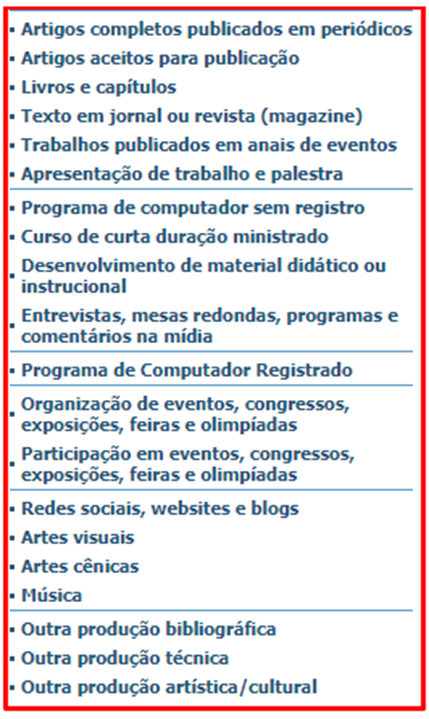 ▪ Artigos completos publicados em periódicos
▪ Artigos aceitos para publicação
▪ Livros e capítulos
▪ Texto em jornal ou revista (magazine)
▪ Trabalhos publicados em anais de eventos
▪ Apresentação de trabalho e palestra
▪ Programa de computador sem registro
▪ Curso de curta duração ministrado
▪ Desenvolvimento de material didático ou
instrucional
▪ Entrevistas, mesas redondas, programas e
comentários na mídia
▪ Programa de Computador Registrado
▪ Organização de eventos, congressos,
exposições, feiras e olimpíadas
▪ Participação em eventos, congressos,
exposições, feiras e olimpíadas
▪ Redes sociais, websites e blogs
▪ Artes visuais
▪ Artes cênicas
▪ Música
▪ Outra produção bibliográfica
▪ Outra produção técnica
▪ Outra produção artística/cultural